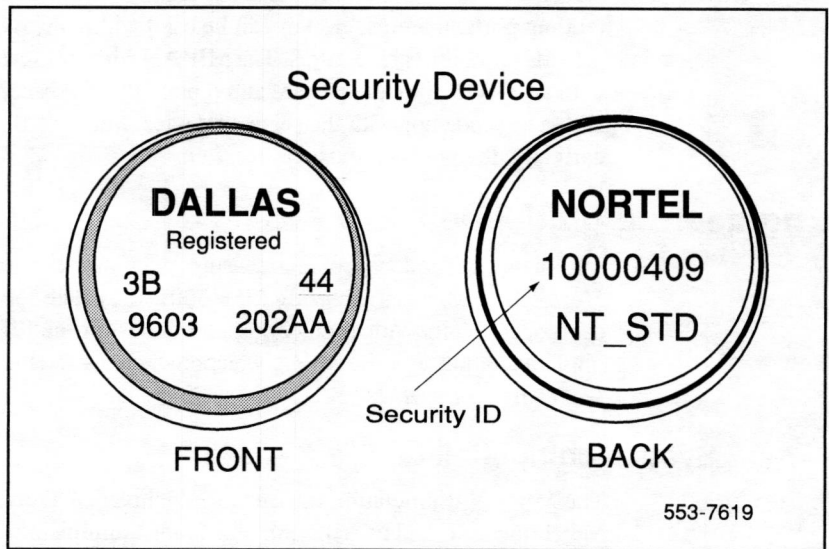 Security Device
DALLAS
Registered
3B 44
9603 202AA
NORTEL
10000409
NT_STD
Security ID
FRONT
BACK
553-7619